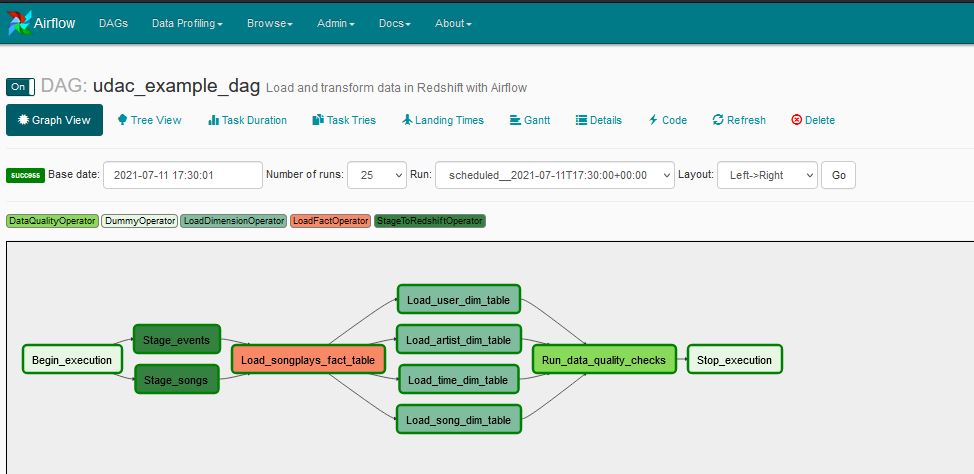 Airflow DAGs Data Profiling Browse Admin Docs About
On DAG: udac_example_dag Load and transform data in Redshift with Airflow
Graph View Tree View Task Duration Task Tries Landing Times Gantt Details Code Refresh Delete
success Base date: 2021-07-11 17:30:01 Number of runs: 25 Run: scheduled__2021-07-11T17:30:00+00:00 Layout: Left->Right Go
DataQualityOperator DummyOperator LoadDimensionOperator LoadFactOperator StageToRedshiftOperator
Load_user_dim_table
Stage_events Load_artist_dim_table
Begin_execution Load_songplays_fact_table Run_data_quality_checks Stop_execution
Stage_songs Load_time_dim_table
Load_song_dim_table